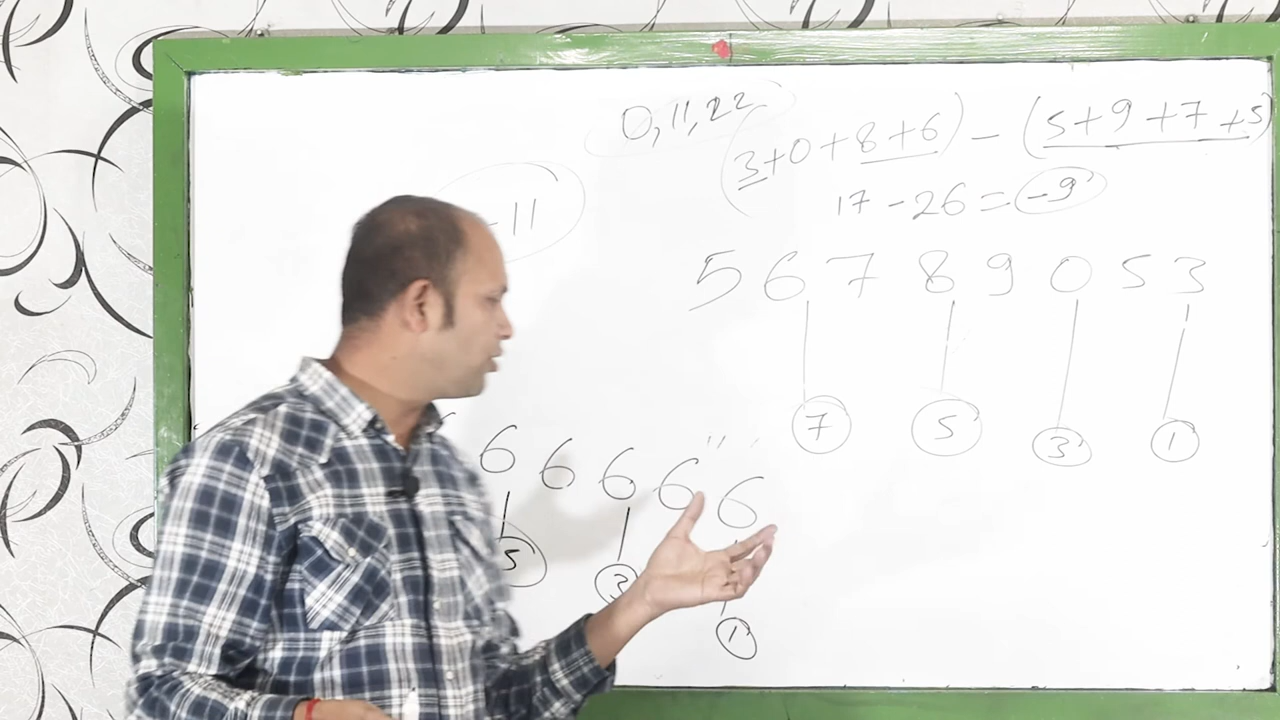 0, 11, 22
(3+0+8+6) - (5+9+7+5)
17 - 26 = -9
-11
5 6 7 8 9 0 5 3
7 5 3 1
6 6 6 6 6
5 3 1